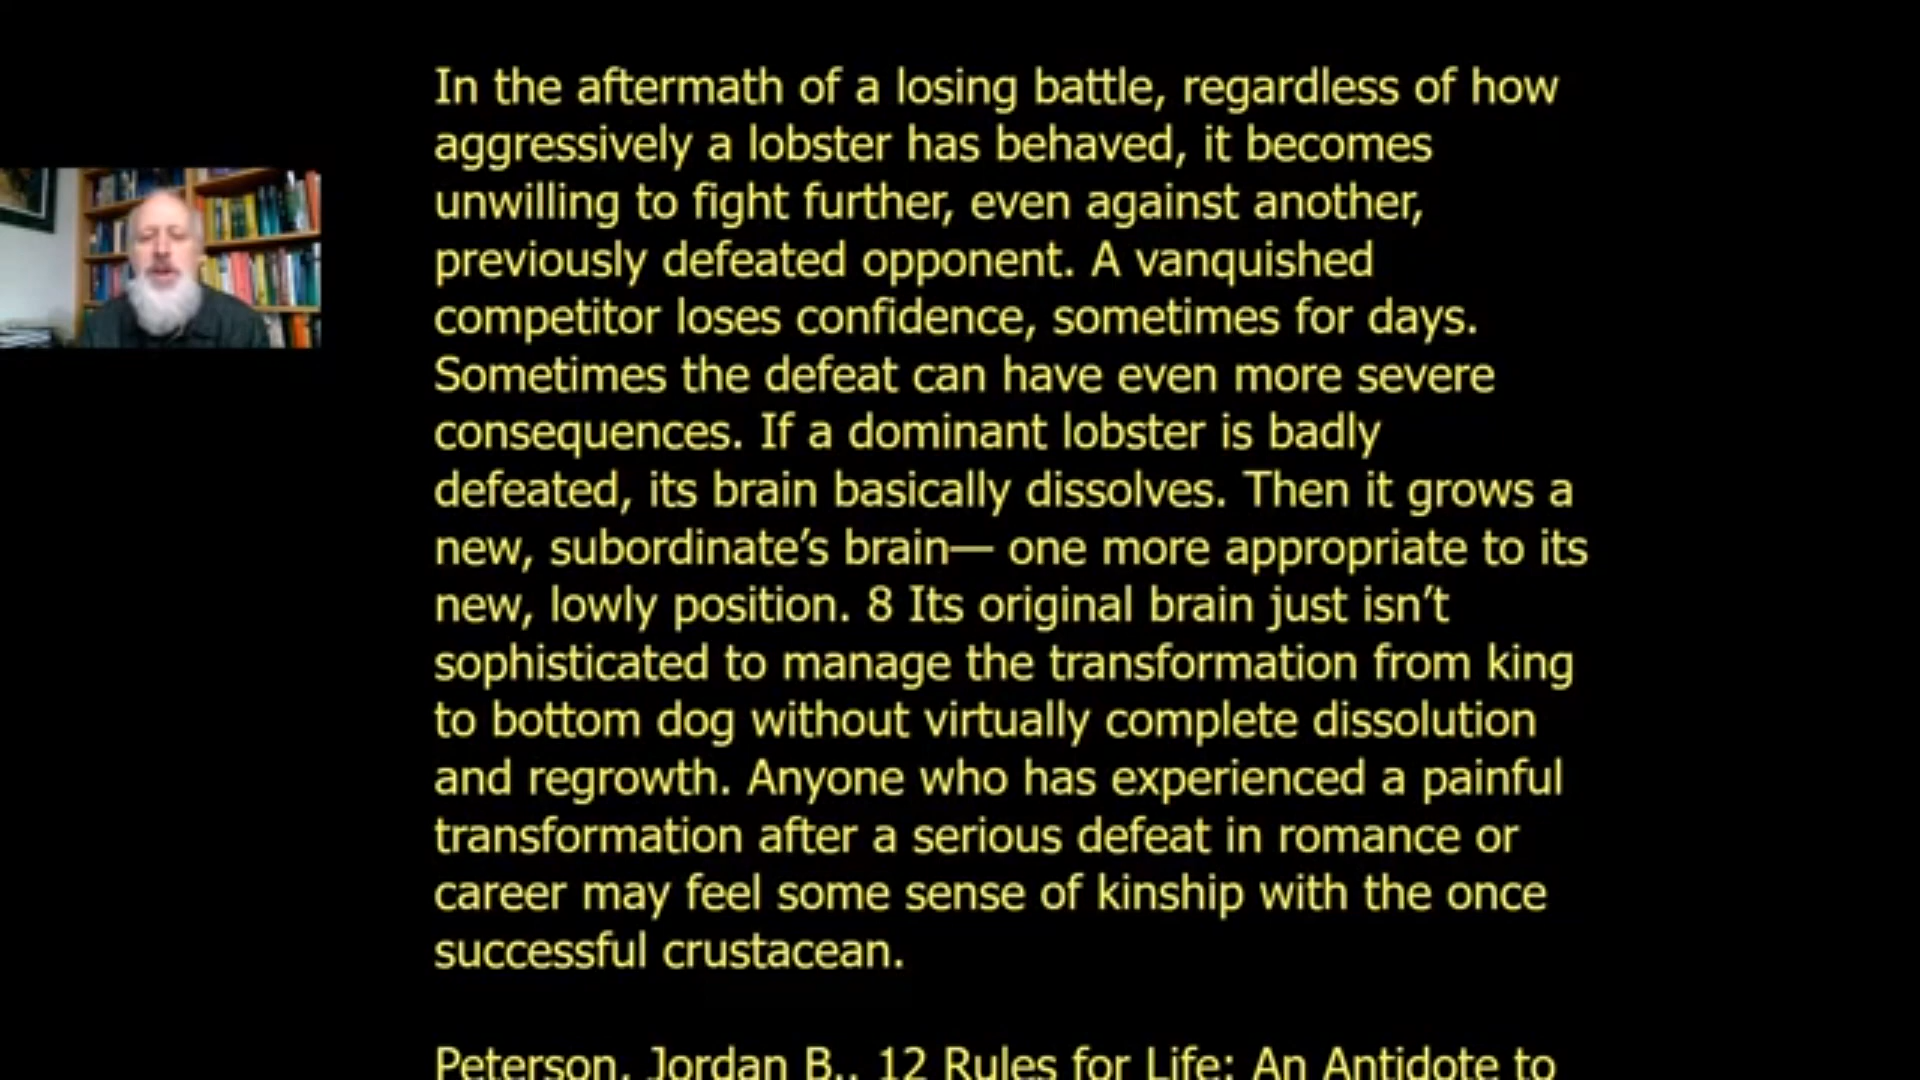 In the aftermath of a losing battle, regardless of how
aggressively a lobster has behaved, it becomes
unwilling to fight further, even against another,
previously defeated opponent. A vanquished
competitor loses confidence, sometimes for days.
Sometimes the defeat can have even more severe
consequences. If a dominant lobster is badly
defeated, its brain basically dissolves. Then it grows a
new, subordinate’s brain— one more appropriate to its
new, lowly position. 8 Its original brain just isn’t
sophisticated to manage the transformation from king
to bottom dog without virtually complete dissolution
and regrowth. Anyone who has experienced a painful
transformation after a serious defeat in romance or
career may feel some sense of kinship with the once
successful crustacean.
Peterson, Jordan B.. 12 Rules for Life: An Antidote to